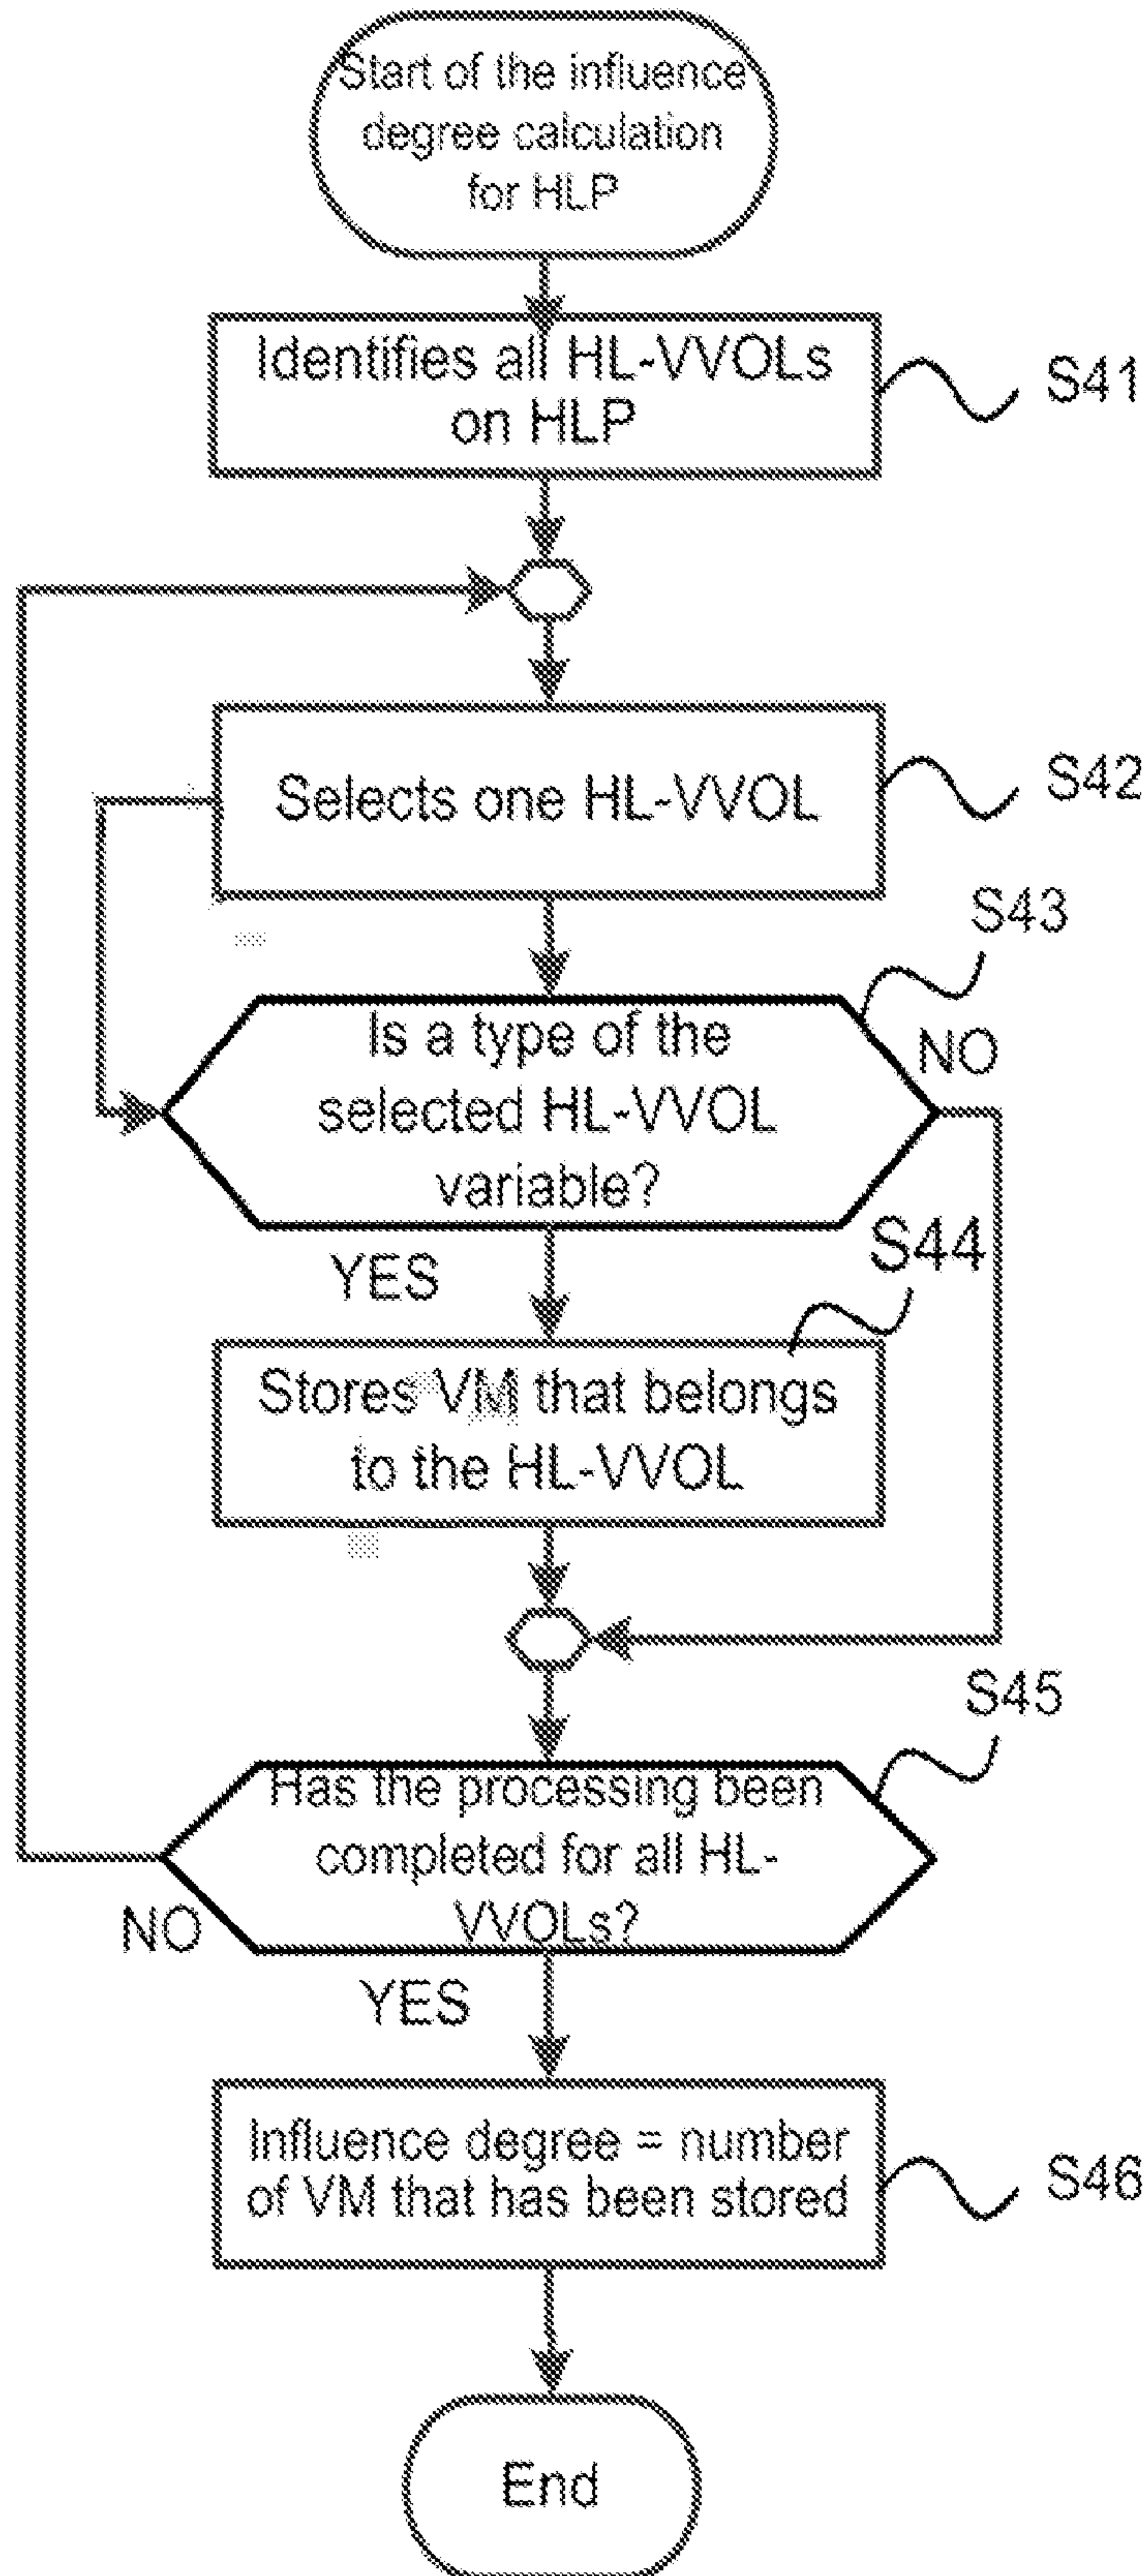 Start of the influence
degree calculation
for HLP
Identifies all HL-VVOLs
on HLP
S41
Selects one HL-VVOL
S42
S43
Is a type of the
selected HL-VVOL
variable?
NO
YES
S44
Stores VM that belongs
to the HL-VVOL
S45
Has the processing been
completed for all HL-
VVOLs?
NO
YES
Influence degree = number
of VM that has been stored
S46
End